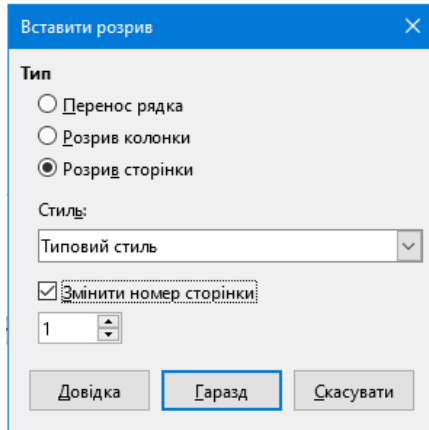 Вставити розрив
Тип
Перенос рядка
Розрив колонки
Розрив сторінки
Стиль:
Типовий стиль
Змінити номер сторінки
1
Довідка
Гаразд
Скасувати